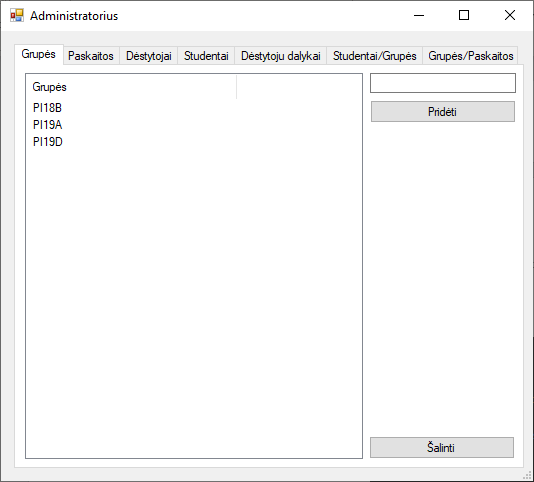 Administratorius
Grupės Paskaitos Dėstytojai Studentai Dėstytoju dalykai Studentai/Grupės Grupės/Paskaitos
Grupės
PI18B
PI19A
PI19D
Pridėti
Šalinti